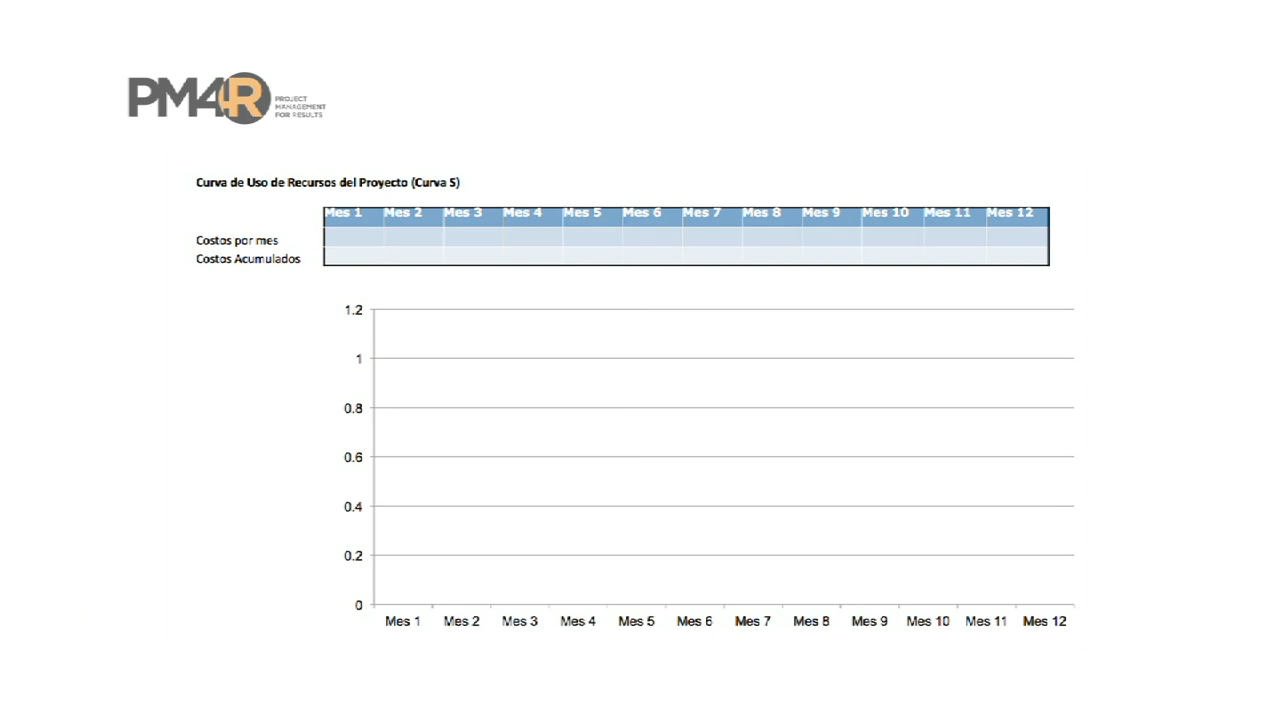 PM4R
PROJECT
MANAGEMENT
FOR RESULTS
Curva de Uso de Recursos del Proyecto (Curva S)
Mes 1 Mes 2 Mes 3 Mes 4 Mes 5 Mes 6 Mes 7 Mes 8 Mes 9 Mes 10 Mes 11 Mes 12
Costos por mes
Costos Acumulados
1.2
1
0.8
0.6
0.4
0.2
0
Mes 1 Mes 2 Mes 3 Mes 4 Mes 5 Mes 6 Mes 7 Mes 8 Mes 9 Mes 10 Mes 11 Mes 12